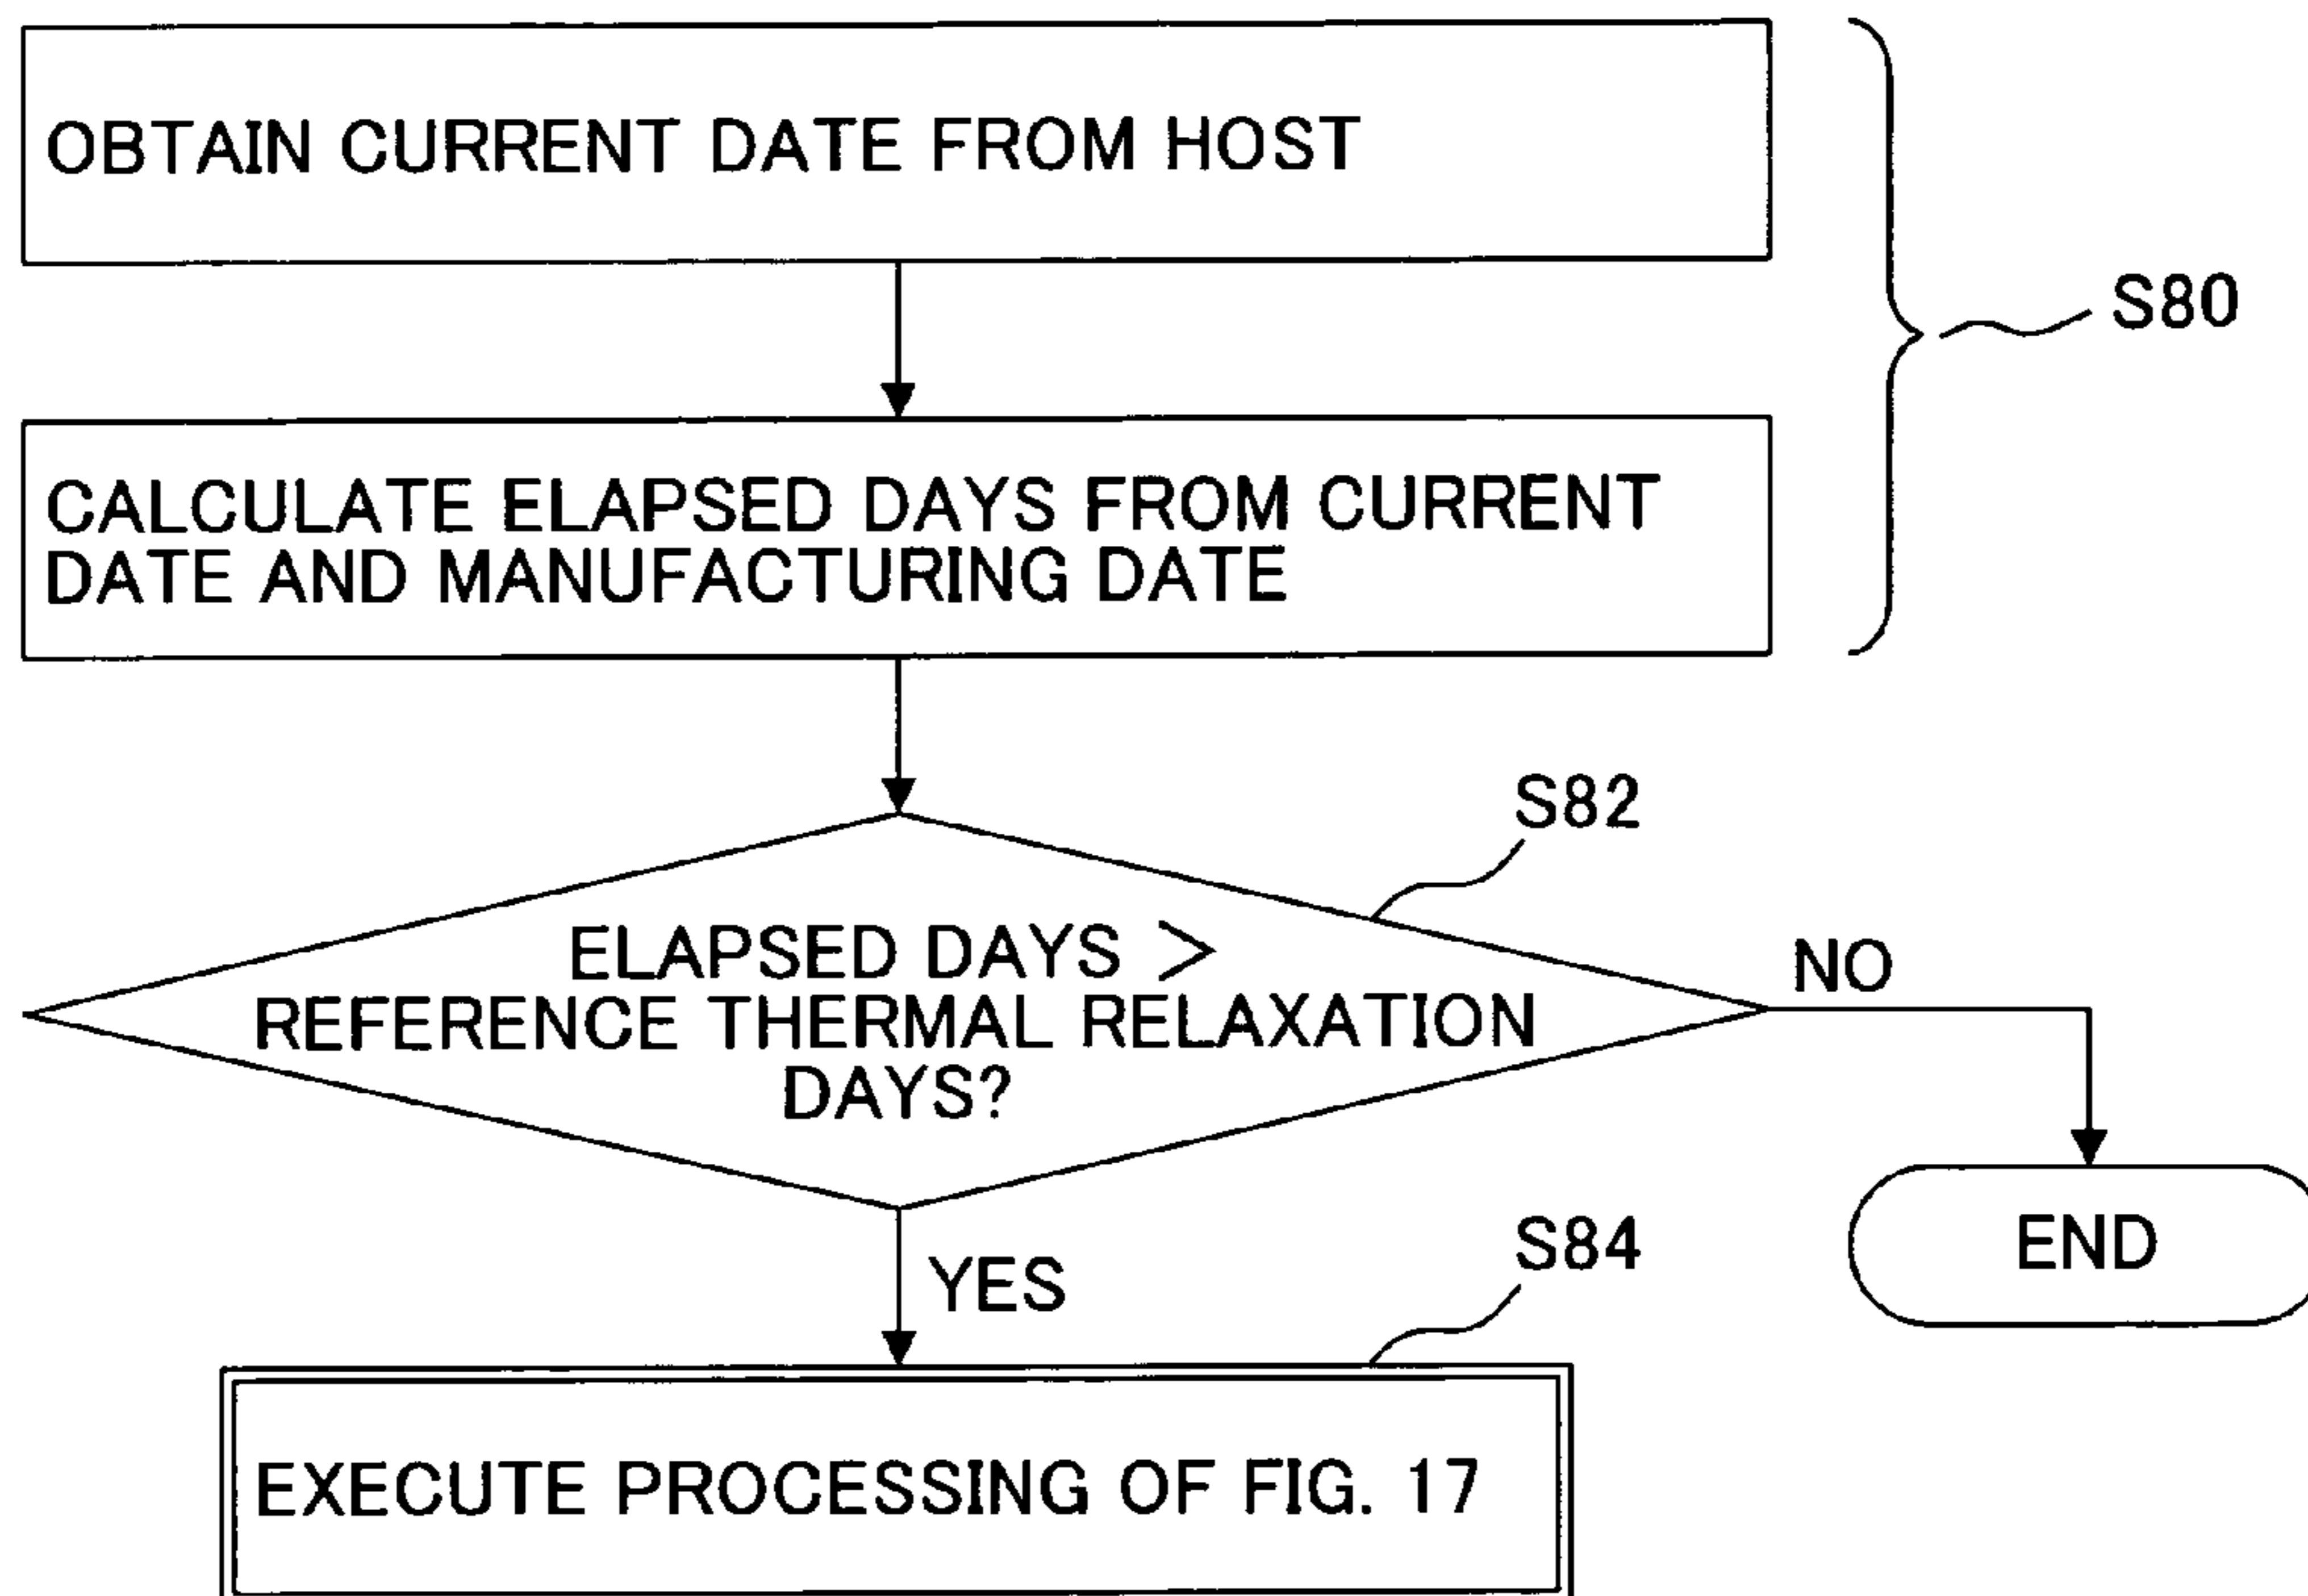 OBTAIN CURRENT DATE FROM HOST
S80
CALCULATE ELAPSED DAYS FROM CURRENT
DATE AND MANUFACTURING DATE
S82
ELAPSED DAYS >
REFERENCE THERMAL RELAXATION
DAYS?
NO
END
YES
S84
EXECUTE PROCESSING OF FIG. 17